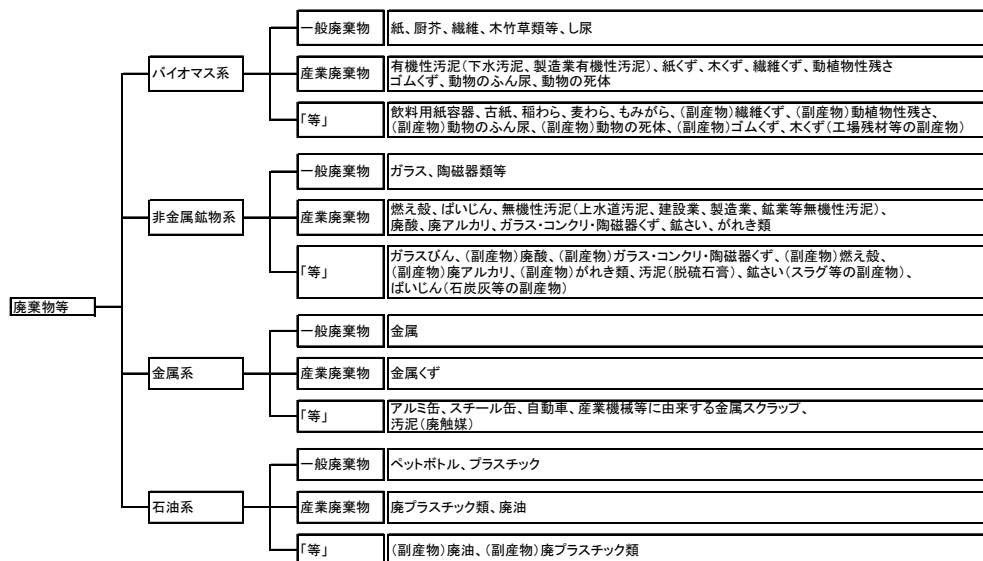 廃棄物等
バイオマス系
一般廃棄物
紙、厨芥、繊維、木竹草類等、し尿
産業廃棄物
有機性汚泥(下水汚泥、製造業有機性汚泥)、紙くず、木くず、繊維くず、動植物性残さ
ゴムくず、動物のふん尿、動物の死体
「等」
飲料用紙容器、古紙、稲わら、麦わら、もみがら、(副産物)繊維くず、(副産物)動植物性残さ、
(副産物)動物のふん尿、(副産物)動物の死体、(副産物)ゴムくず、木くず(工場残材等の副産物)
非金属鉱物系
一般廃棄物
ガラス、陶磁器類等
産業廃棄物
燃え殻、ばいじん、無機性汚泥(上水道汚泥、建設業、製造業、鉱業等無機性汚泥)、
廃酸、廃アルカリ、ガラス・コンクリ・陶磁器くず、鉱さい、がれき類
「等」
ガラスびん、(副産物)廃酸、(副産物)ガラス・コンクリ・陶磁器くず、(副産物)燃え殻、
(副産物)廃アルカリ、(副産物)がれき類、汚泥(脱硫石膏)、鉱さい(スラグ等の副産物)、
ばいじん(石炭灰等の副産物)
金属系
一般廃棄物
金属
産業廃棄物
金属くず
「等」
アルミ缶、スチール缶、自動車、産業機械等に由来する金属スクラップ、
汚泥(廃触媒)
石油系
一般廃棄物
ペットボトル、プラスチック
産業廃棄物
廃プラスチック類、廃油
「等」
(副産物)廃油、(副産物)廃プラスチック類